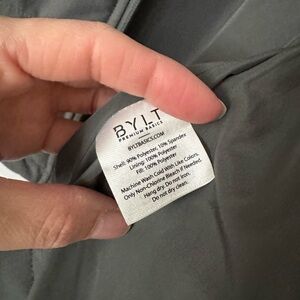 BYLT
PREMIUM BASICS
BYLTBASICS.COM
Shell: 90% Polyester, 10% Spandex
Lining: 100% Polyester
Fill: 100% Polyester
Machine Wash Cold With Like Colors.
Only Non-Chlorine Bleach if Needed.
Hang dry. Do not Iron.
Do not dry clean.